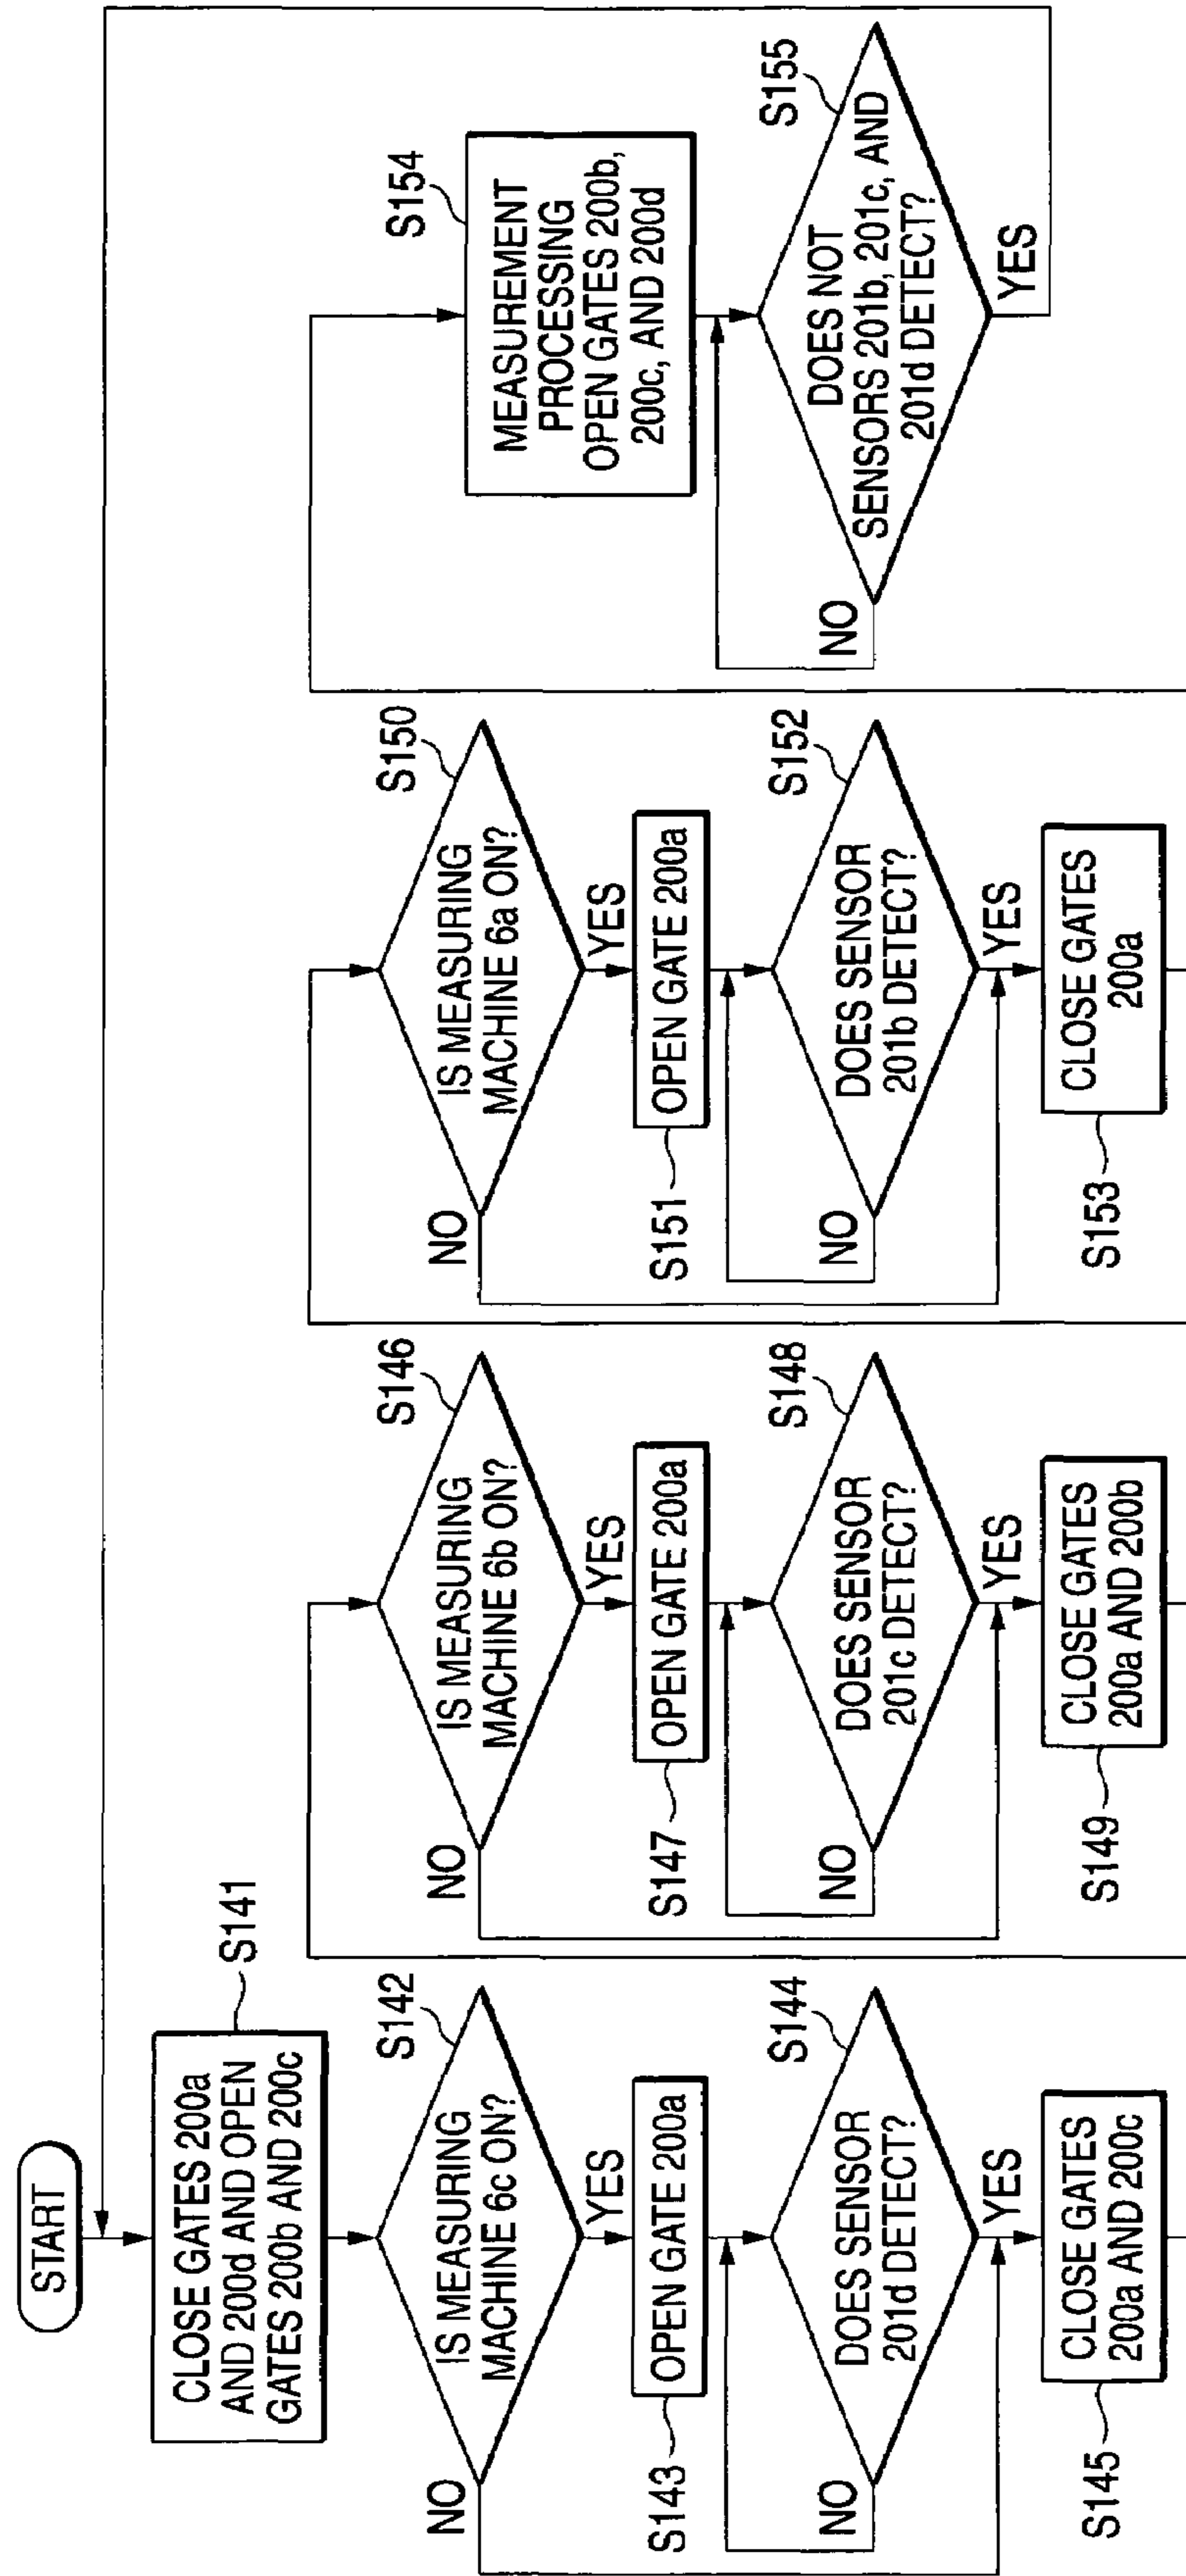 START
S141
CLOSE GATES 200a
AND 200d AND OPEN
GATES 200b AND 200c
S142
IS MEASURING
MACHINE 6c ON?
NO
YES
S143
OPEN GATE 200a
S144
DOES SENSOR
201d DETECT?
NO
YES
S145
CLOSE GATES
200a AND 200c
S146
IS MEASURING
MACHINE 6b ON?
NO
YES
S147
OPEN GATE 200a
S148
DOES SENSOR
201c DETECT?
NO
YES
S149
CLOSE GATES
200a AND 200b
S150
IS MEASURING
MACHINE 6a ON?
NO
YES
S151
OPEN GATE 200a
S152
DOES SENSOR
201b DETECT?
NO
YES
S153
CLOSE GATES
200a
S154
MEASUREMENT
PROCESSING
OPEN GATES 200b,
200c, AND 200d
S155
DOES NOT
SENSORS 201b, 201c, AND
201d DETECT?
NO
YES